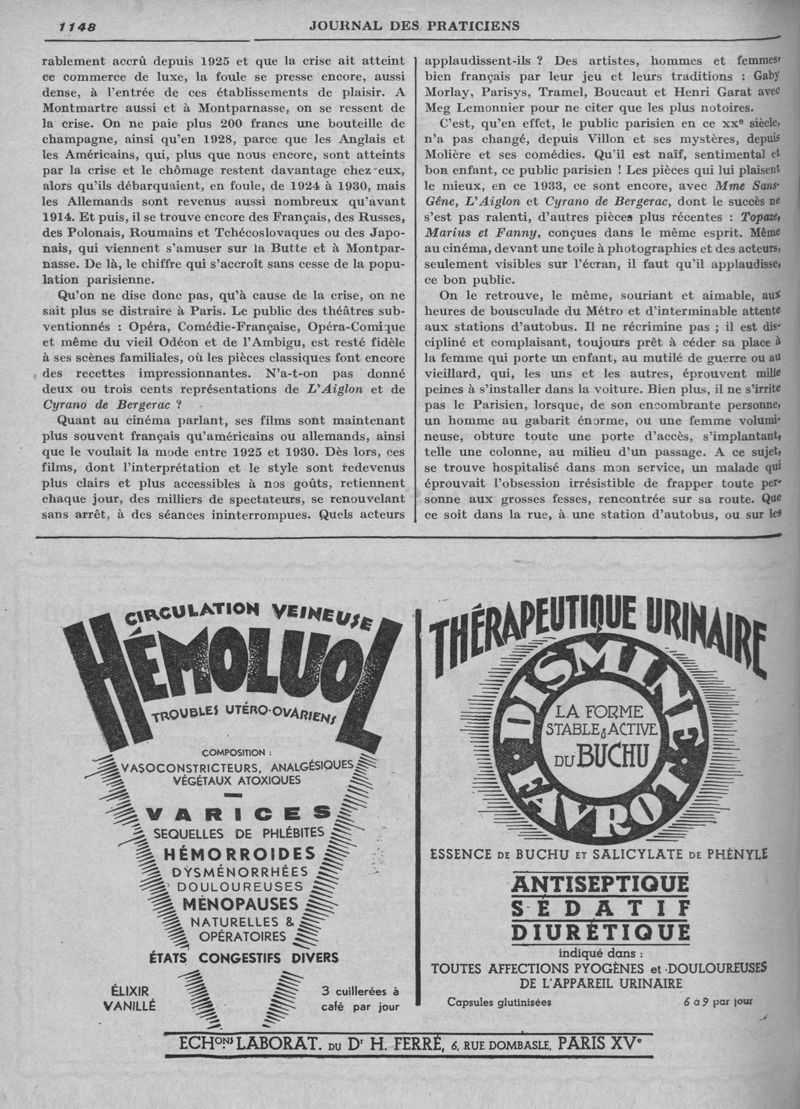 1148
JOURNAL DES PRATICIENS
rablement accrû depuis 1925 et que la crise ait atteint
ce commerce de luxe, la foule se presse encore, aussi
dense, à l'entrée de ces établissements de plaisir. A
Montmartre aussi et à Montparnasse, on se ressent de
la crise. On ne paie plus 200 francs une bouteille de
champagne, ainsi qu'en 1928, parce que les Anglais et
les Américains, qui, plus que nous encore, sont atteints
par la crise et le chômage restent davantage chez eux,
alors qu'ils débarquaient, en foule, de 1924 à 1930, mais
les Allemands sont revenus aussi nombreux qu'avant
1914. Et puis, il se trouve encore des Français, des Russes,
des Polonais, Roumains et Tchécoslovaques ou des Japo-
nais, qui viennent s'amuser sur la Butte et à Montpar-
nasse. De là, le chiffre qui s'accroît sans cesse de la popu-
lation parisienne.
Qu'on ne dise donc pas, qu'à cause de la crise, on ne
sait plus se distraire à Paris. Le public des théâtres sub-
ventionnés : Opéra, Comédie-Française, Opéra-Comique
et même du vieil Odéon et de l'Ambigu, est resté fidèle
à ses scènes familiales, où les pièces classiques font encore
des recettes impressionnantes. N'a-t-on pas donné
deux ou trois cents représentations de L'Aiglon et de
Cyrano de Bergerac ?
Quant au cinéma parlant, ses films sont maintenant
plus souvent français qu'américains ou allemands, ainsi
que le voulait la mode entre 1925 et 1930. Dès lors, ces
films, dont l'interprétation et le style sont redevenus
plus clairs et plus accessibles à nos goûts, retiennent
chaque jour, des milliers de spectateurs, se renouvelant
sans arrêt, à des séances ininterrompues. Quels acteurs
applaudissent-ils ? Des artistes, hommes et femmes,
bien français par leur jeu et leurs traditions : Gaby
Morlay, Parisys, Tramel, Boucaut et Henri Garat avec
Meg Lemonnier pour ne citer que les plus notoires.
C'est, qu'en effet, le public parisien en ce XXe siècle,
n'a pas changé, depuis Villon et ses mystères, depuis
Molière et ses comédies. Qu'il est naïf, sentimental et
bon enfant, ce public parisien ! Les pièces qui lui plaisent
le mieux, en ce 1933, ce sont encore, avec Mme Sans-
Gêne, L'Aiglon et Cyrano de Bergerac, dont le succès ne
s'est pas ralenti, d'autres pièces plus récentes : Topaze,
Marius et Fanny, conçues dans le même esprit. Même
au cinéma, devant une toile à photographies et des acteurs,
seulement visibles sur l'écran, il faut qu'il applaudisse,
ce bon public.
On le retrouve, le même, souriant et aimable, aux
heures de bousculade du Métro et d'interminable attente
aux stations d'autobus. Il ne récrimine pas ; il est dis-
cipliné et complaisant, toujours prêt à céder sa place à
la femme qui porte un enfant, au mutilé de guerre ou au
vieillard, qui, les uns et les autres, éprouvent mille
peines à s'installer dans la voiture. Bien plus, il ne s'irrite
pas le Parisien, lorsque, de son encombrante personne,
un homme au gabarit énorme, ou une femme volumi-
neuse, obture toute une porte d'accès, s'implantant,
telle une colonne, au milieu d'un passage. A ce sujet,
se trouve hospitalisé dans mon service, un malade qui
éprouvait l'obsession irrésistible de frapper toute per-
sonne aux grosses fesses, rencontrée sur sa route. Que
ce soit dans la rue, à une station d'autobus, ou sur les
CIRCULATION VEINEUSE
HÉMOLUOL
TROUBLES UTÉRO-OVARIENS
COMPOSITION :
VASOCONSTRICTEURS, ANALGÉSIQUES
VÉGÉTAUX ATOXIQUES
VARICES
SEQUELLES DE PHLÉBITES
HÉMORROIDES
DYSMÉNORRHÉES
DOULOUREUSES
MÉNOPAUSES
NATURELLES &
OPÉRATOIRES
ÉTATS CONGESTIFS DIVERS
ÉLIXIR
VANILLÉ
3 cuillerées à
café par jour
THÉRAPEUTIQUE URINAIRE
DISMINE
LA FORME
STABLE & ACTIVE
DU BUCHU
FAVROT
ESSENCE DE BUCHU ET SALICYLATE DE PHÉNYLE
ANTISEPTIQUE
SÉDATIF
DIURÉTIQUE
indiqué dans :
TOUTES AFFECTIONS PYOGÈNES et DOULOUREUSES
DE L'APPAREIL URINAIRE
Capsules glutinisées
6 à 9 par jour
ECHONS LABORAT. DU Dr H. FERRÉ, 6, RUE DOMBASLE, PARIS XVe